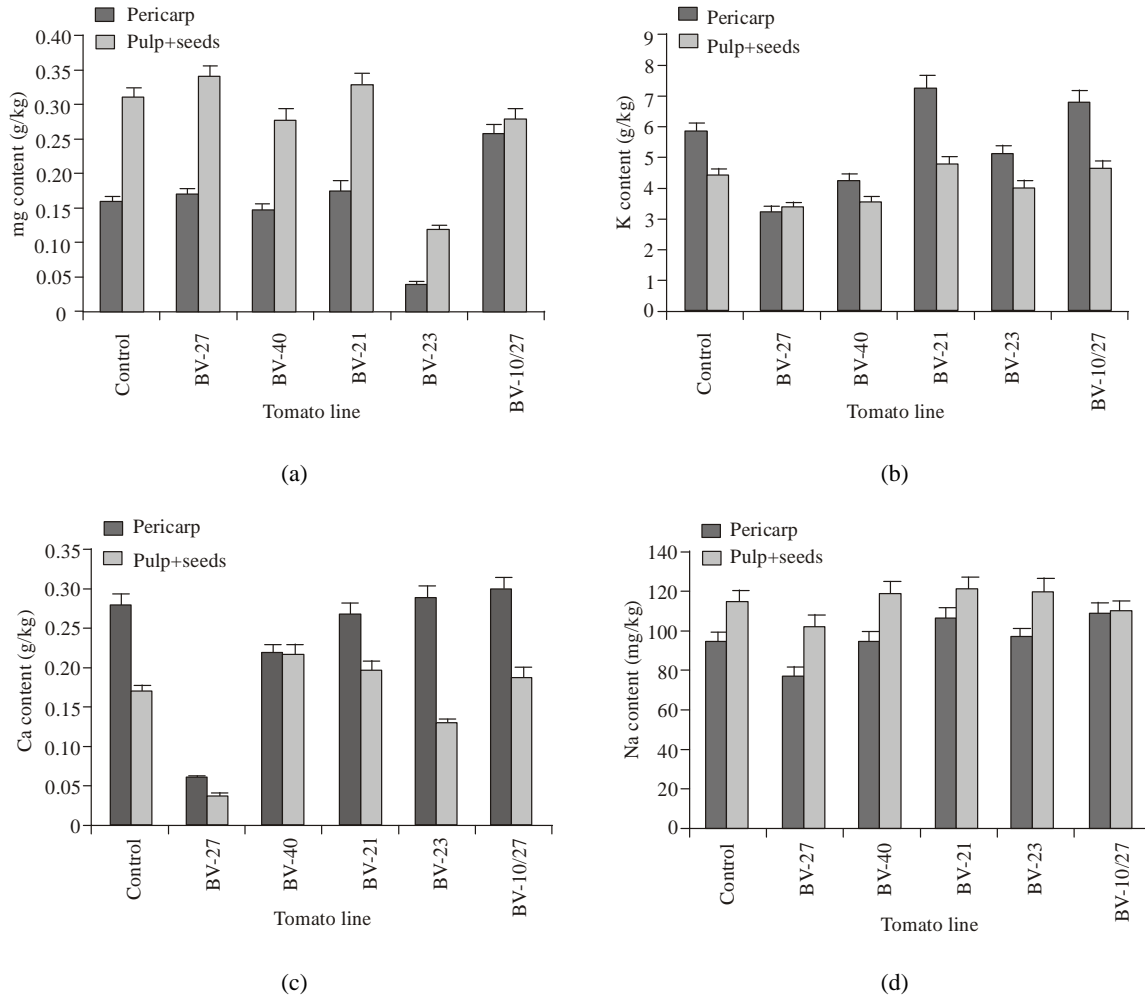 Pericarp
Pulp+seeds
mg content (g/kg)
0.40
0.35
0.30
0.25
0.20
0.15
0.10
0.05
0
Control
BV-27
BV-40
BV-21
BV-23
BV-10/27
Tomato line
(a)
Pericarp
Pulp+seeds
K content (g/kg)
9
8
7
6
5
4
3
2
1
0
Control
BV-27
BV-40
BV-21
BV-23
BV-10/27
Tomato line
(b)
Pericarp
Pulp+seeds
Ca content (g/kg)
0.35
0.30
0.25
0.20
0.15
0.10
0.05
0
Control
BV-27
BV-40
BV-21
BV-23
BV-10/27
Tomato line
(c)
Pericarp
Pulp+seeds
Na content (mg/kg)
140
120
100
80
60
40
20
0
Control
BV-27
BV-40
BV-21
BV-23
BV-10/27
Tomato line
(d)